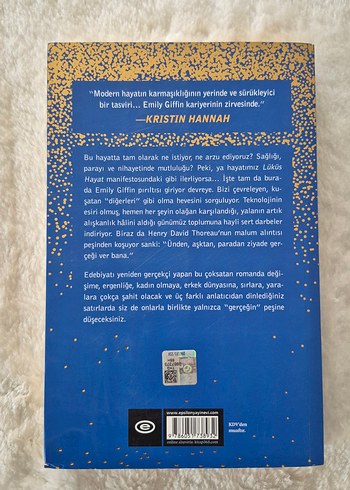 “Modern hayatın karmaşıklığının yerinde ve sürükleyici
bir tasviri... Emily Giffin kariyerinin zirvesinde.”
—KRISTIN HANNAH
Bu hayatta tam olarak ne istiyor, ne arzu ediyoruz? Sağlığı,
parayı ve nihayetinde mutluluğu? Peki, ya hayatımız Lüküs
Hayat manifestosundaki gibi ilerliyorsa... İşte tam da bura-
da Emily Giffin pırıltısı giriyor devreye. Bizi çevreleyen, ku-
şatan “diğerleri” gibi olma hevesini sorguluyor. Teknolojinin
esiri olmuş, hemen her şeyin olağan karşılandığı, yalanın artık
alışkanlık hâlini aldığı günümüz toplumuna hayli sert darbeler
indiriyor. Biraz da Henry David Thoreau'nun malum alıntısı
peşinden koşuyor sanki: “Ünden, aşktan, paradan ziyade ger-
çeği ver bana.”
Edebiyatı yeniden gerçekçi yapan bu çoksatan romanda deği-
şime, ergenliğe, kadın olmaya, erkek dünyasına, sırlara, yara-
lara çokça şahit olacak ve üç farklı anlatıcıdan dinlediğiniz
satırlarda siz de onlarla birlikte yalnızca “gerçeğin” peşine
düşeceksiniz.
www.epsilonyayinevi.com
KDV'den
muaftır.